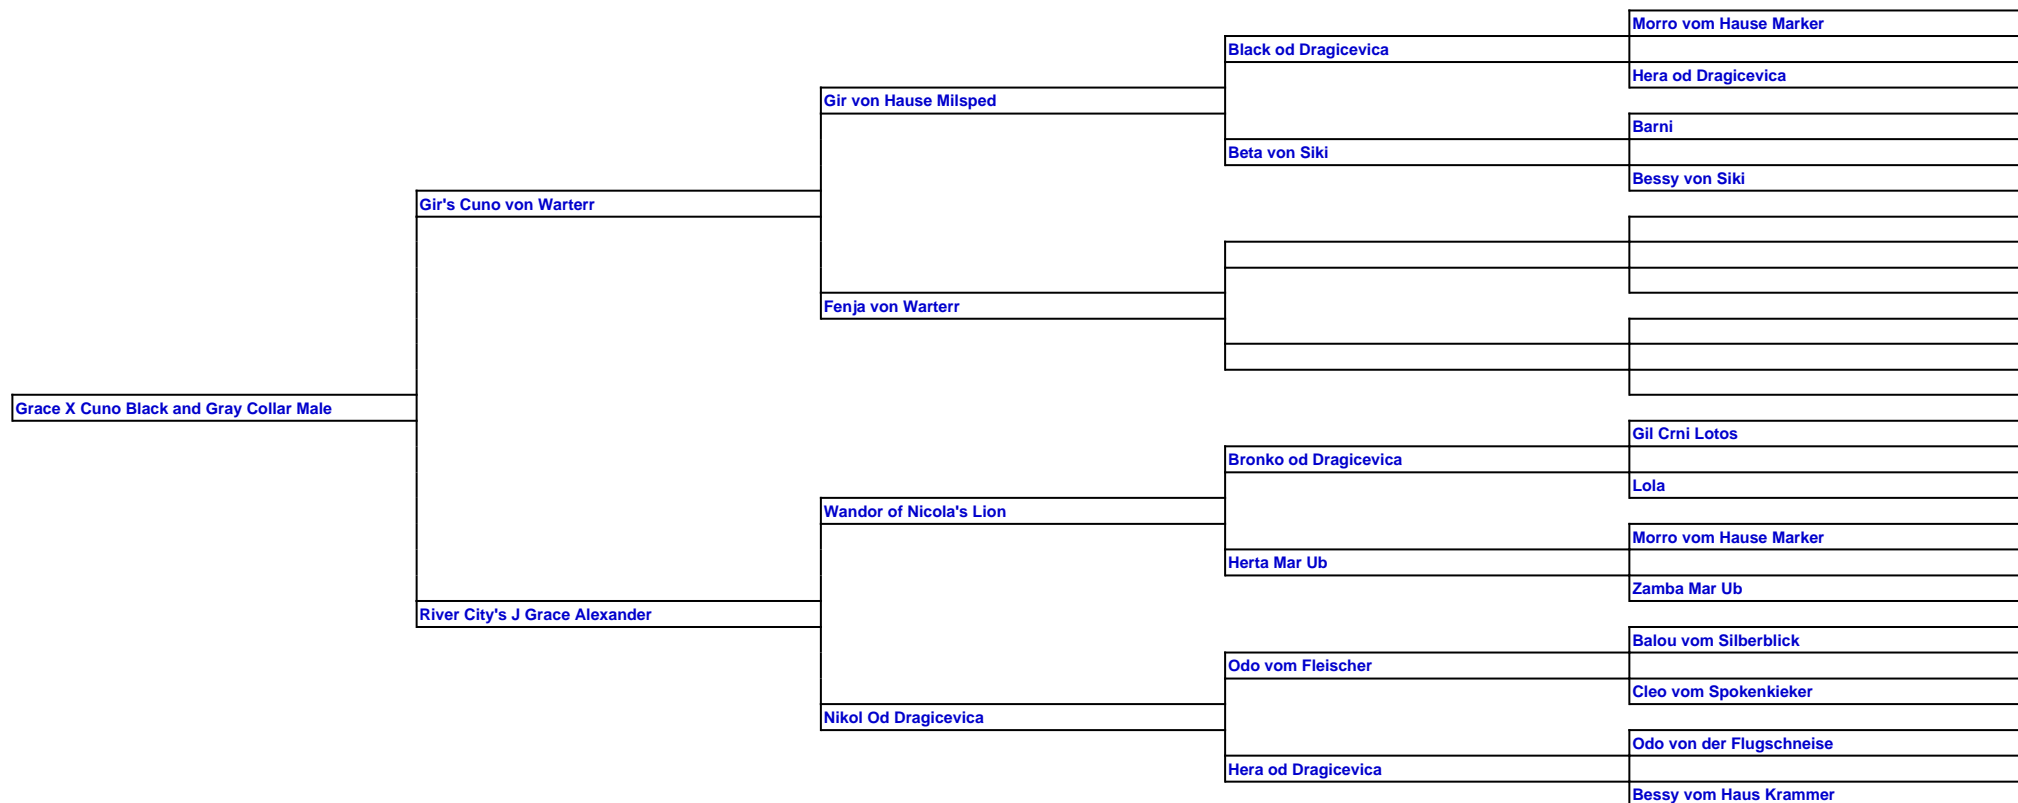 Morro vom Hause Marker
Black od Dragicevica
Hera od Dragicevica
Gir von Hause Milsped
Barni
Beta von Siki
Bessy von Siki
Gir's Cuno von Warterr
Fenja von Warterr
Grace X Cuno Black and Gray Collar Male
Gil Crni Lotos
Bronko od Dragicevica
Lola
Wandor of Nicola's Lion
Morro vom Hause Marker
Herta Mar Ub
Zamba Mar Ub
River City's J Grace Alexander
Balou vom Silberblick
Odo vom Fleischer
Cleo vom Spokenkieker
Nikol Od Dragicevica
Odo von der Flugschneise
Hera od Dragicevica
Bessy vom Haus Krammer